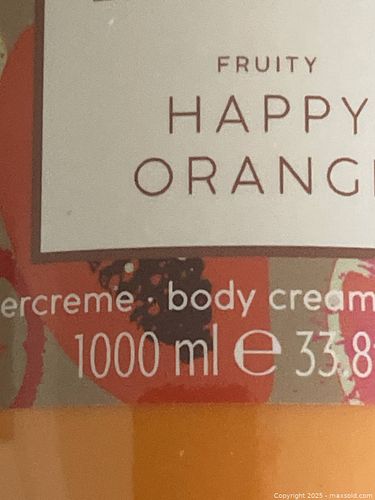 FRUITY
HAPPY
ORANG
ercreme · body cream
1000 ml ℮ 33.8
Copyright © 2025 - maxsold.com